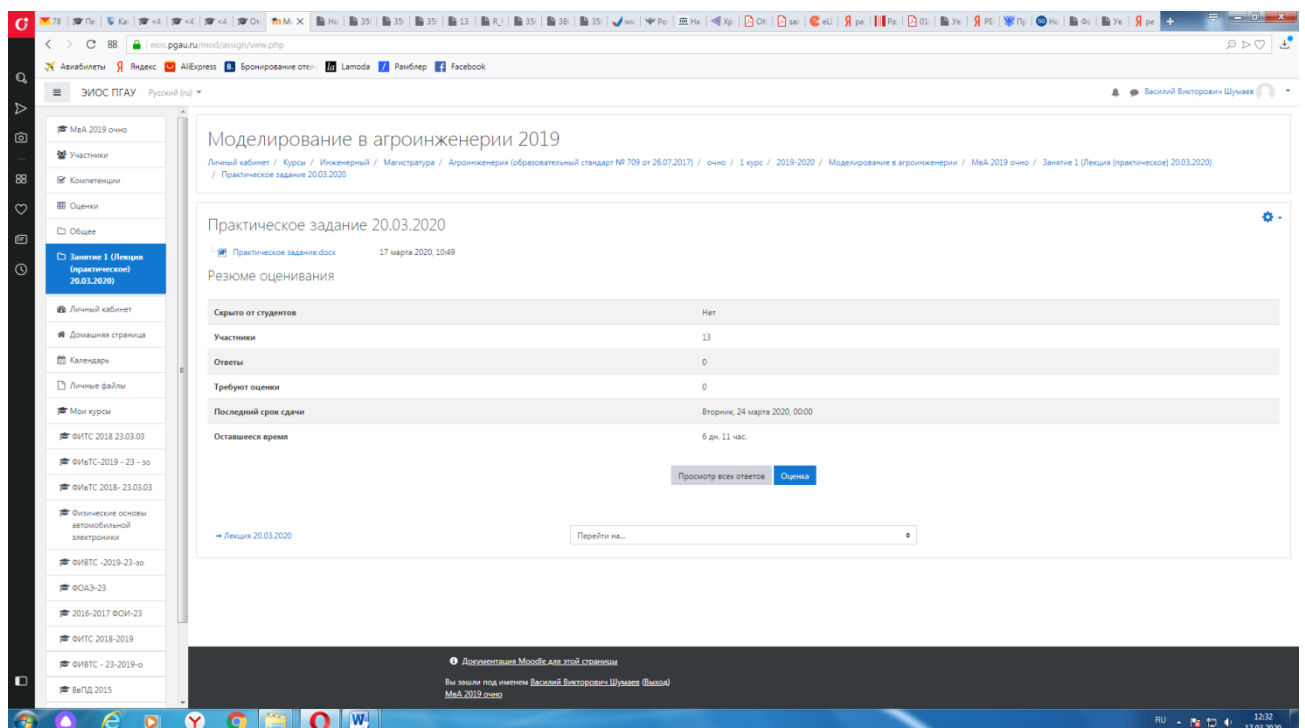 78
eios.pgau.ru/mod/assign/view.php
Авиабилеты Яндекс AliExpress Бронирование отел Lamoda Рамблер Facebook
ЭИОС ПГАУ Русский (ru)
Василий Викторович Шумаев
МвА 2019 очно
Участники
Компетенции
Оценки
Общее
Занятие 1 (Лекция
(практическое)
20.03.2020)
Личный кабинет
Домашняя страница
Календарь
Личные файлы
Мои курсы
ФИТС 2018 23.03.03
ФИвТС-2019 - 23 - зо
ФИвТС 2018- 23.03.03
Физические основы
автомобильной
электроники
ФИВТС -2019-23-зо
ФОАЭ-23
2016-2017 ФОИ-23
ФИТС 2018-2019
ФИВТС - 23-2019-о
ВвПД 2015
Моделирование в агроинженерии 2019
Личный кабинет / Курсы / Инженерный / Магистратура / Агроинженерия (образовательный стандарт № 709 от 26.07.2017) / очно / 1 курс / 2019-2020 / Моделирование в агроинженерии / МвА 2019 очно / Занятие 1 (Лекция (практическое) 20.03.2020)
/ Практическое задание 20.03.2020
Практическое задание 20.03.2020
Практическое задание.docx 17 марта 2020, 10:49
Резюме оценивания
Скрыто от студентов Нет
Участники 13
Ответы 0
Требуют оценки 0
Последний срок сдачи Вторник, 24 марта 2020, 00:00
Оставшееся время 6 дн. 11 час.
Просмотр всех ответов Оценка
→ Лекция 20.03.2020 Перейти на...
Документация Moodle для этой страницы
Вы зашли под именем Василий Викторович Шумаев (Выход)
МвА 2019 очно
RU 12:32
17.03.2020